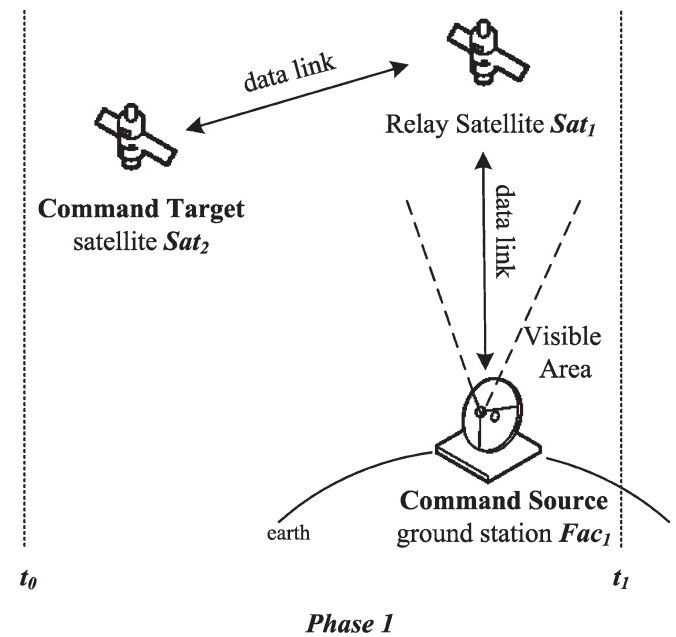 data link
Relay Satellite Sat1
Command Target
satellite Sat2
data link
Visible
Area
Command Source
ground station Fac1
earth
t0
t1
Phase 1